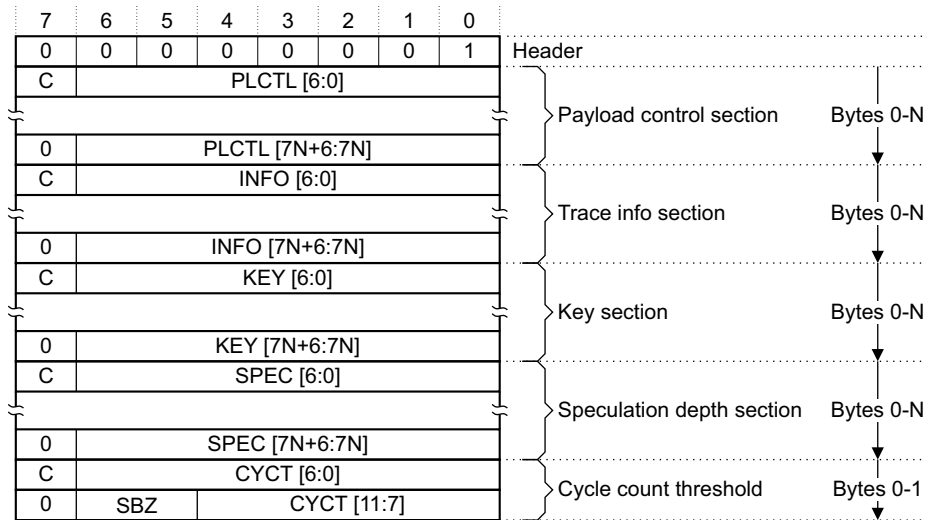 7 6 5 4 3 2 1 0
0 0 0 0 0 0 0 1 Header
C PLCTL [6:0]
Payload control section Bytes 0-N
0 PLCTL [7N+6:7N]
C INFO [6:0]
Trace info section Bytes 0-N
0 INFO [7N+6:7N]
C KEY [6:0]
Key section Bytes 0-N
0 KEY [7N+6:7N]
C SPEC [6:0]
Speculation depth section Bytes 0-N
0 SPEC [7N+6:7N]
C CYCT [6:0]
Cycle count threshold Bytes 0-1
0 SBZ CYCT [11:7]